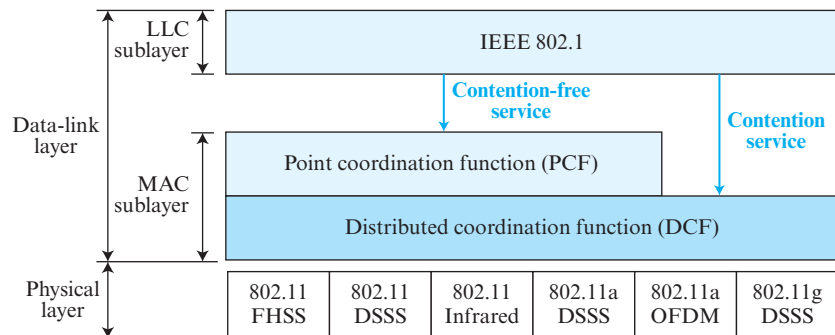 LLC
sublayer
IEEE 802.1
Contention-free
service
Contention
service
Data-link
layer
MAC
sublayer
Point coordination function (PCF)
Distributed coordination function (DCF)
Physical
layer
802.11
FHSS
802.11
DSSS
802.11
Infrared
802.11a
DSSS
802.11a
OFDM
802.11g
DSSS